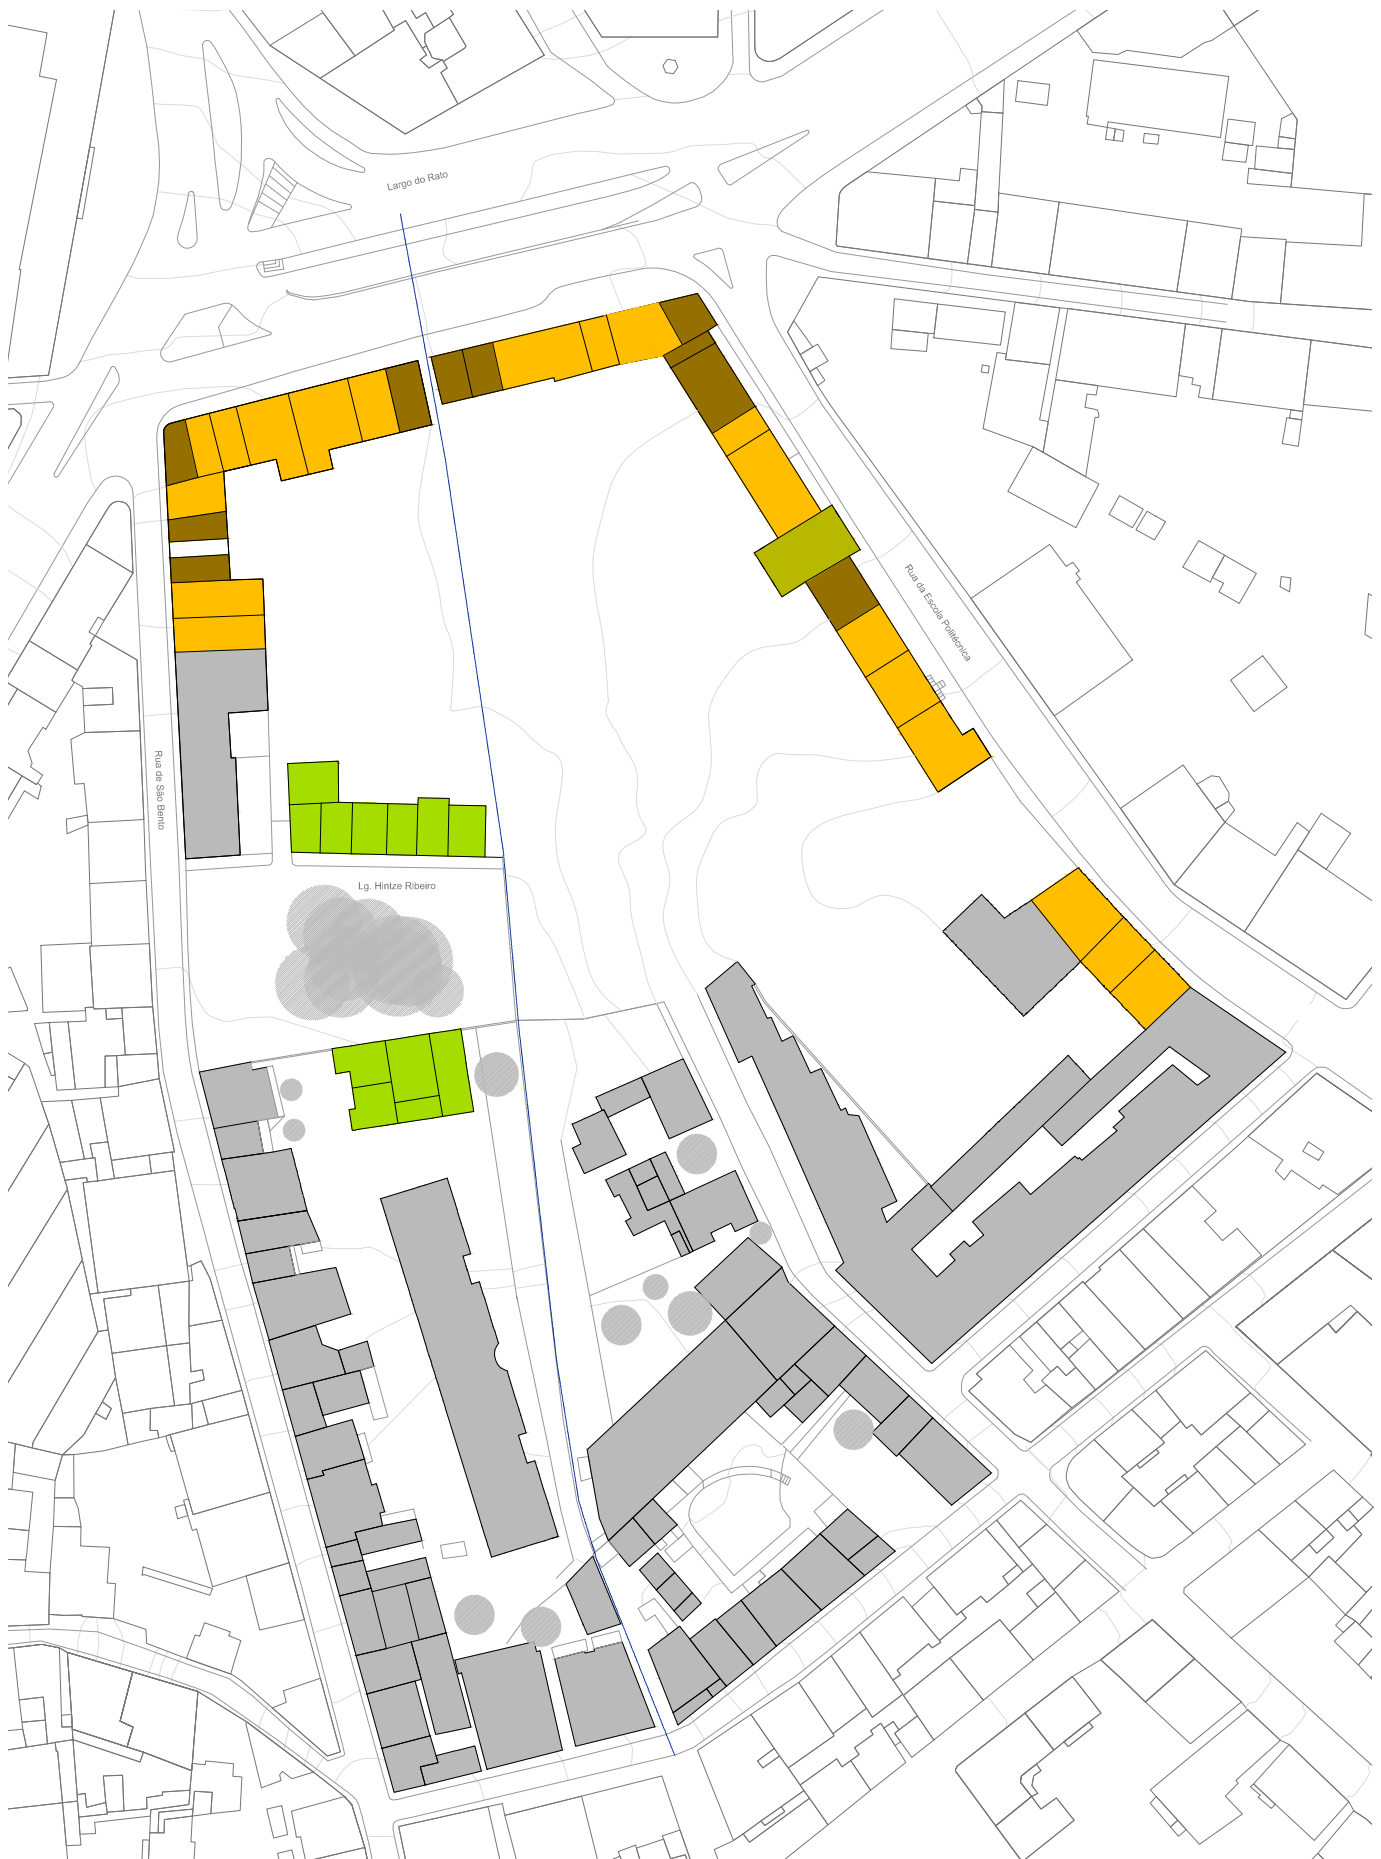 Largo do Rato
Rua da Escola Politécnica
Rua de São Bento
Lg. Hintze Ribeiro